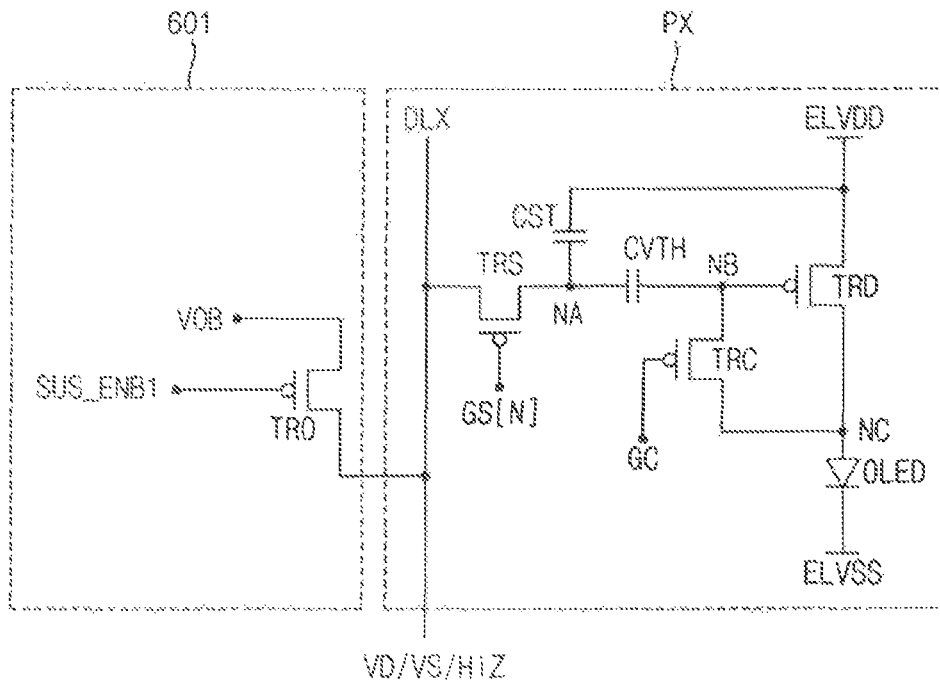 601
PX
DLX
ELVDD
CST
CVTH
NB
TRS
TRD
NA
VOB
TRC
SUS_ENB1
GS[N]
TRO
NC
GC
OLED
ELVSS
VD/VS/HiZ